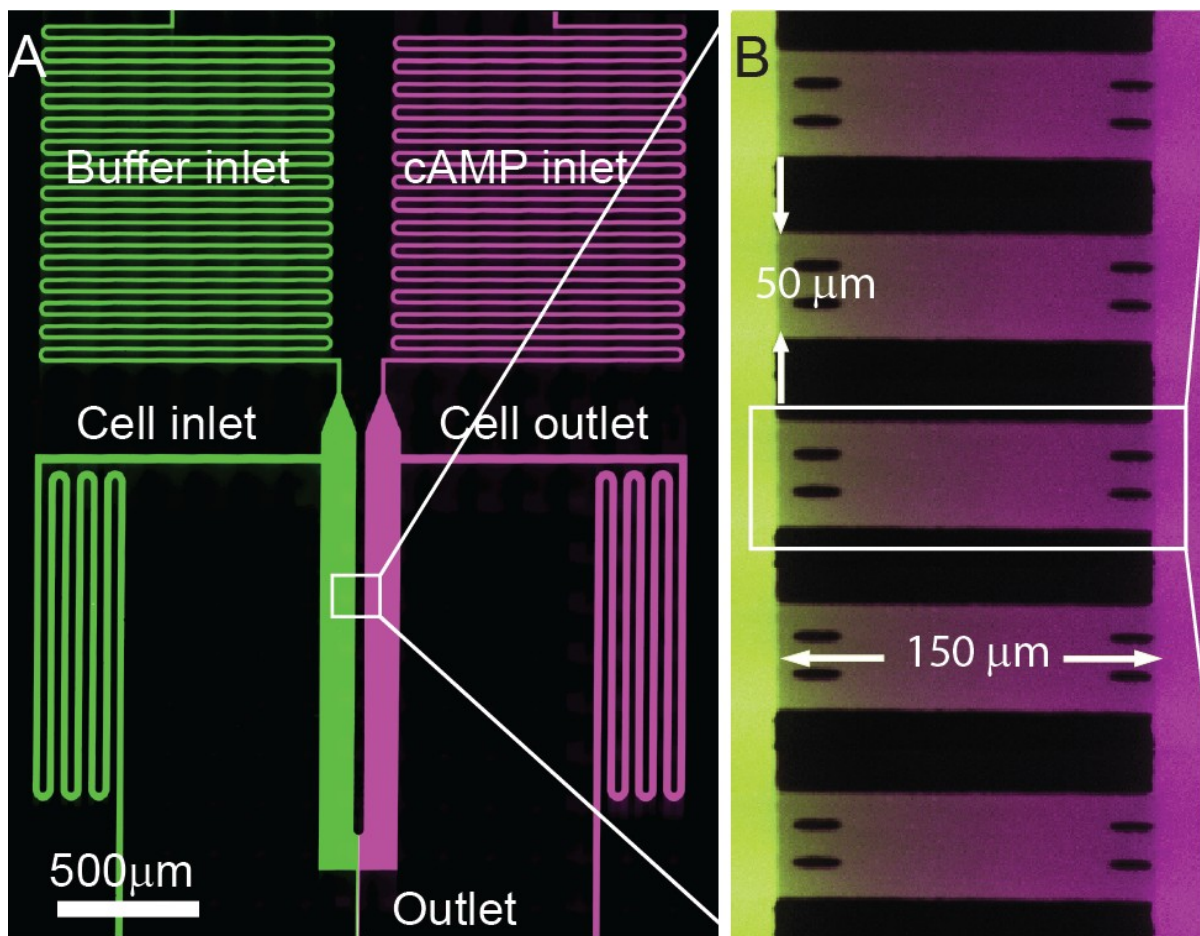 A
B
Buffer inlet
cAMP inlet
50 μm
Cell inlet
Cell outlet
150 μm
500μm
Outlet